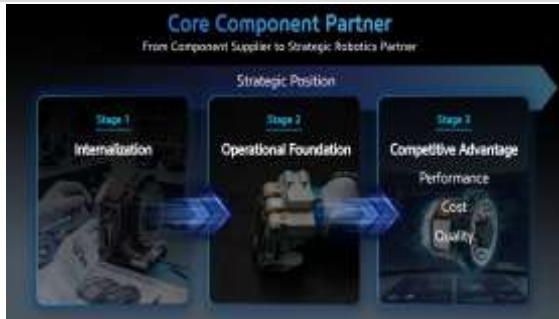 Core Component Partner
From Component Supplier to Strategic Robotics Partner
Strategic Position
Stage 1
Internalization
Stage 2
Operational Foundation
Stage 3
Competitive Advantage
Performance
Cost
Quality